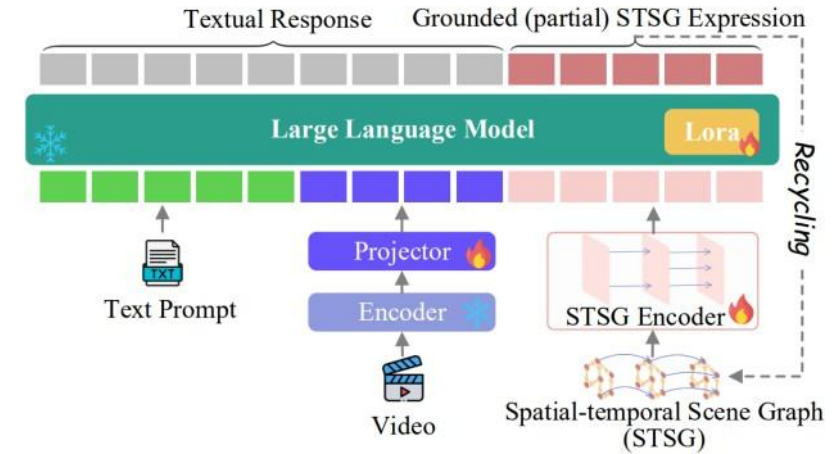 Textual Response
Grounded (partial) STSG Expression
Large Language Model
Lora
Recycling
Projector
TXT
Text Prompt
Encoder
STSG Encoder
Video
Spatial-temporal Scene Graph
(STSG)